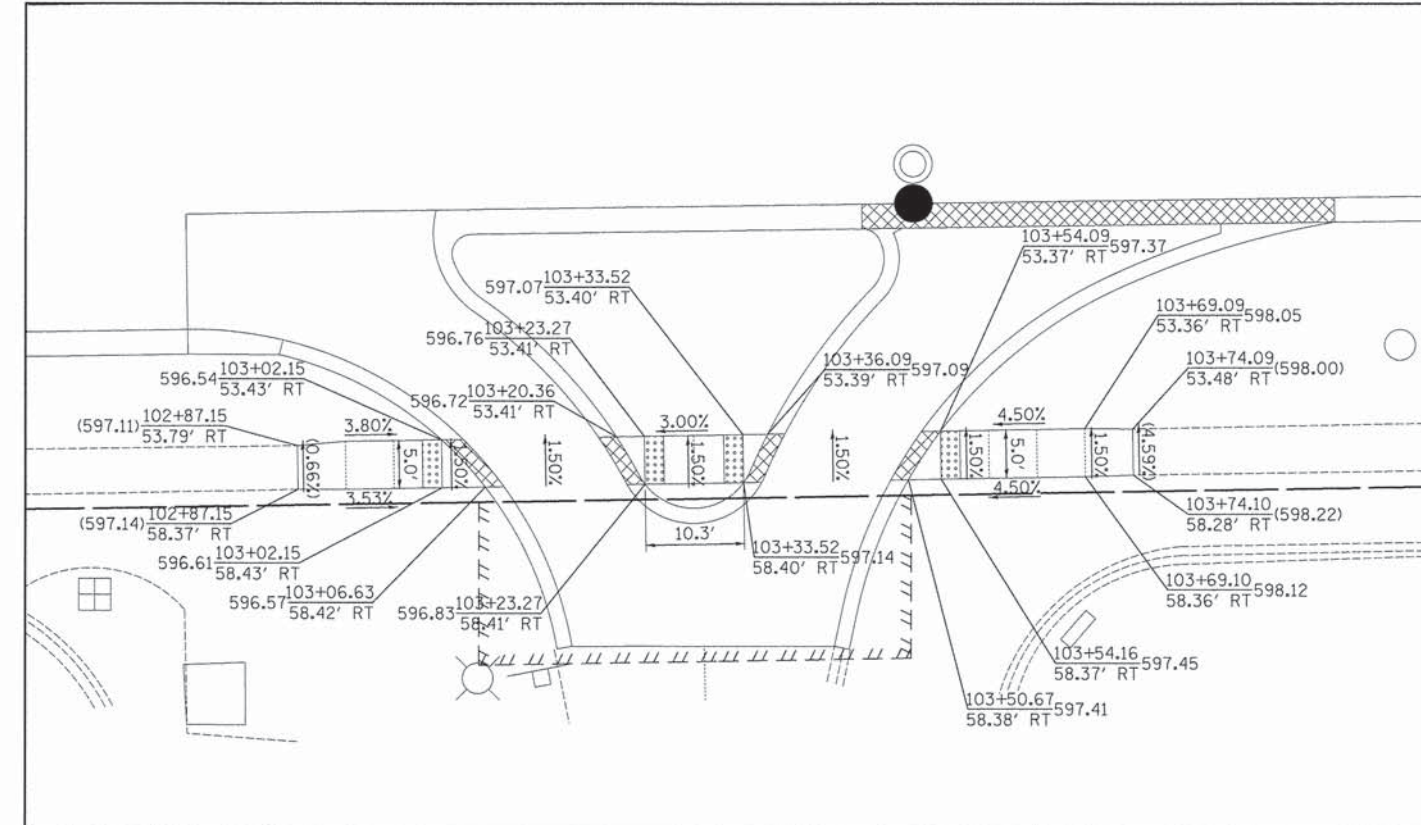 103+54.09
53.37' RT
597.37
103+33.52
53.40' RT
597.07
103+23.27
53.41' RT
596.76
103+69.09
53.36' RT
598.05
103+02.15
53.43' RT
596.54
103+20.36
53.41' RT
596.72
103+36.09
53.39' RT
597.09
103+74.09
53.48' RT
(598.00)
102+87.15
53.79' RT
(597.11)
3.80%
3.00%
4.50%
(0.66%)
5.0'
1.50%
1.50%
1.50%
1.50%
1.50%
5.0'
1.50%
(4.59%)
3.53%
4.50%
102+87.15
58.37' RT
(597.14)
103+74.10
58.28' RT
(598.22)
10.3'
103+02.15
58.43' RT
596.61
103+33.52
58.40' RT
597.14
103+06.63
58.42' RT
596.57
103+23.27
58.41' RT
596.83
103+69.10
58.36' RT
598.12
103+54.16
58.37' RT
597.45
103+50.67
58.38' RT
597.41